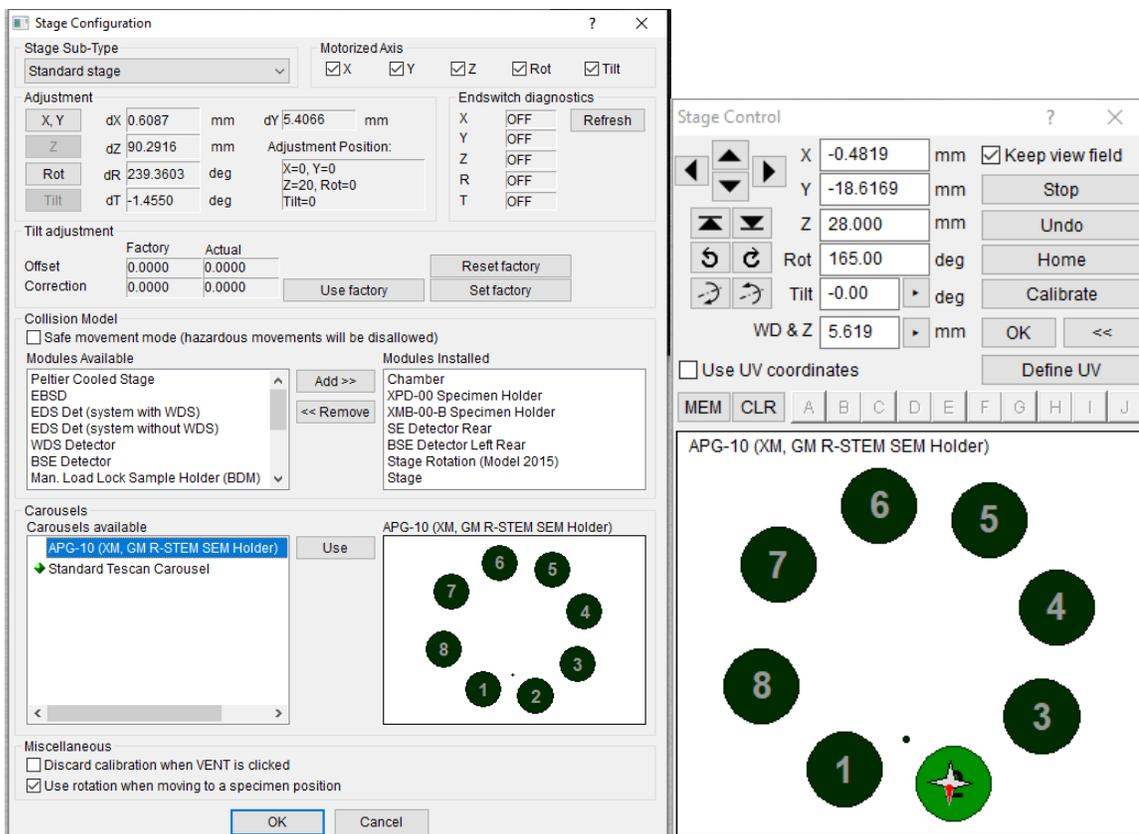 Stage Configuration ? X
Stage Sub-Type
Standard stage
Motorized Axis
X Y Z Rot Tilt
Adjustment
X, Y dX 0.6087 mm dY 5.4066 mm
Z dZ 90.2916 mm Adjustment Position:
Rot dR 239.3603 deg X=0, Y=0
Z=20, Rot=0
Tilt dT -1.4550 deg Tilt=0
Endswitch diagnostics
X OFF Refresh
Y OFF
Z OFF
R OFF
T OFF
Tilt adjustment
Factory Actual
Offset 0.0000 0.0000 Reset factory
Correction 0.0000 0.0000 Use factory Set factory
Collision Model
Safe movement mode (hazardous movements will be disallowed)
Modules Available
Peltier Cooled Stage
EBSD
EDS Det (system with WDS)
EDS Det (system without WDS)
WDS Detector
BSE Detector
Man. Load Lock Sample Holder (BDM)
Add >>
<< Remove
Modules Installed
Chamber
XPD-00 Specimen Holder
XMB-00-B Specimen Holder
SE Detector Rear
BSE Detector Left Rear
Stage Rotation (Model 2015)
Stage
Carousels
Carousels available
APG-10 (XM, GM R-STEM SEM Holder)
Standard Tescan Carousel
Use
APG-10 (XM, GM R-STEM SEM Holder)
6
5
7
4
8
3
1
2
Miscellaneous
Discard calibration when VENT is clicked
Use rotation when moving to a specimen position
OK Cancel
Stage Control ? X
X -0.4819 mm Keep view field
Y -18.6169 mm Stop
Z 28.000 mm Undo
Rot 165.00 deg Home
Tilt -0.00 deg Calibrate
WD & Z 5.619 mm OK <<
Use UV coordinates Define UV
MEM CLR A B C D E F G H I J
APG-10 (XM, GM R-STEM SEM Holder)
6
5
7
4
8
3
1